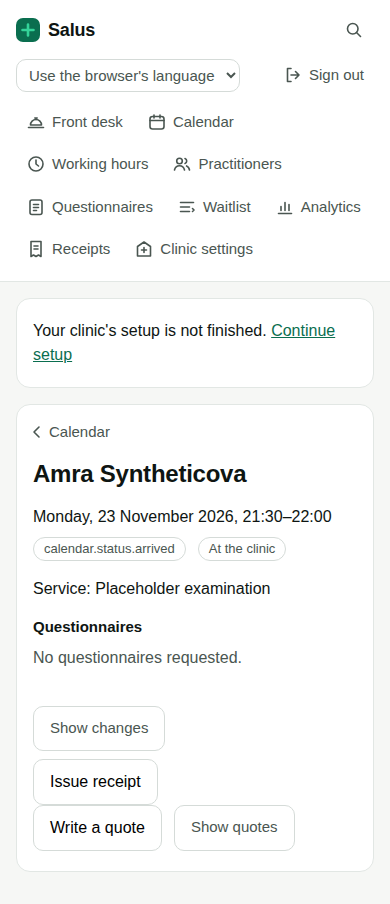 Salus
Use the browser's language
Sign out
Front desk
Calendar
Working hours
Practitioners
Questionnaires
Waitlist
Analytics
Receipts
Clinic settings
Your clinic's setup is not finished. Continue
setup
Calendar
Amra Syntheticova
Monday, 23 November 2026, 21:30–22:00
calendar.status.arrived
At the clinic
Service: Placeholder examination
Questionnaires
No questionnaires requested.
Show changes
Issue receipt
Write a quote
Show quotes